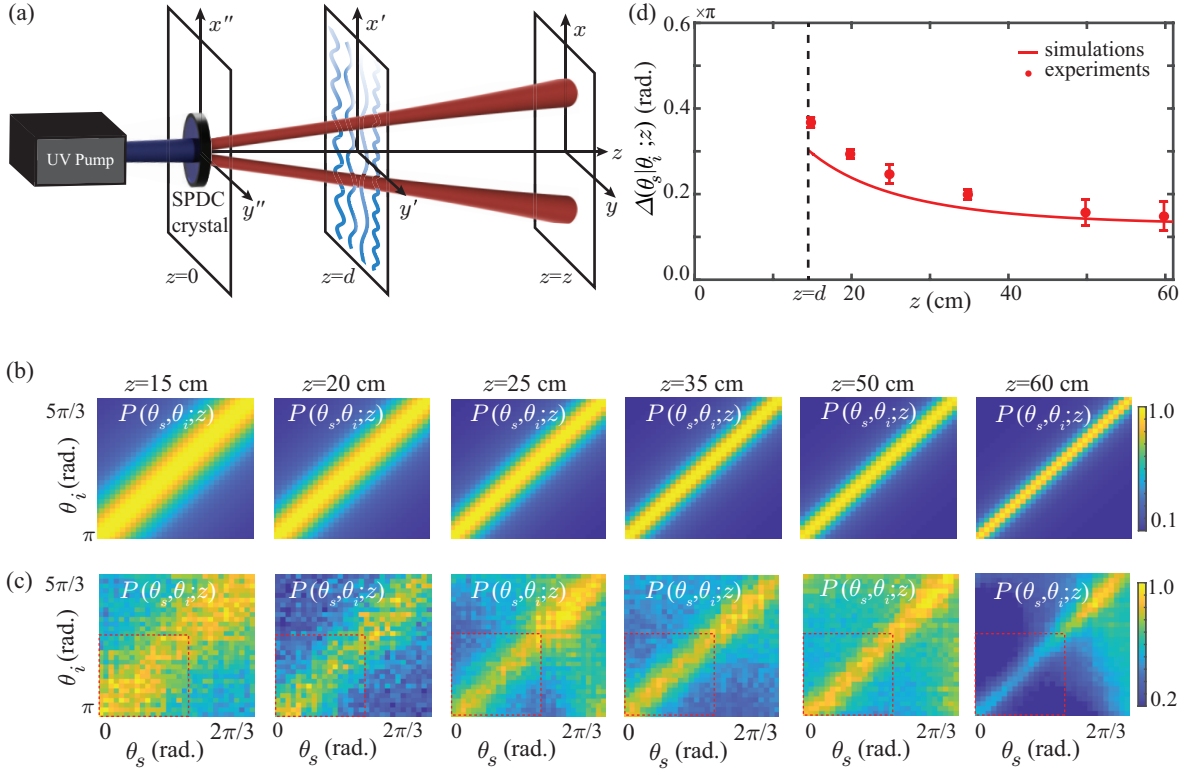 (a)
x″
x′
x
UV Pump
SPDC
crystal
y″
y′
y
z
z=0
z=d
z=z
(d)
×π
0.6
0.4
0.2
0.0
Δ(θs|θi;z) (rad.)
simulations
experiments
0
z=d
20
40
60
z (cm)
(b)
z=15 cm
z=20 cm
z=25 cm
z=35 cm
z=50 cm
z=60 cm
5π/3
θi (rad.)
π
P(θs,θi;z)
P(θs,θi;z)
P(θs,θi;z)
P(θs,θi;z)
P(θs,θi;z)
P(θs,θi;z)
1.0
0.1
(c)
5π/3
θi (rad.)
π
P(θs,θi;z)
P(θs,θi;z)
P(θs,θi;z)
P(θs,θi;z)
P(θs,θi;z)
P(θs,θi;z)
1.0
0.2
0 2π/3
0 2π/3
0 2π/3
0 2π/3
0 2π/3
0 2π/3
θs (rad.)
θs (rad.)
θs (rad.)
θs (rad.)
θs (rad.)
θs (rad.)